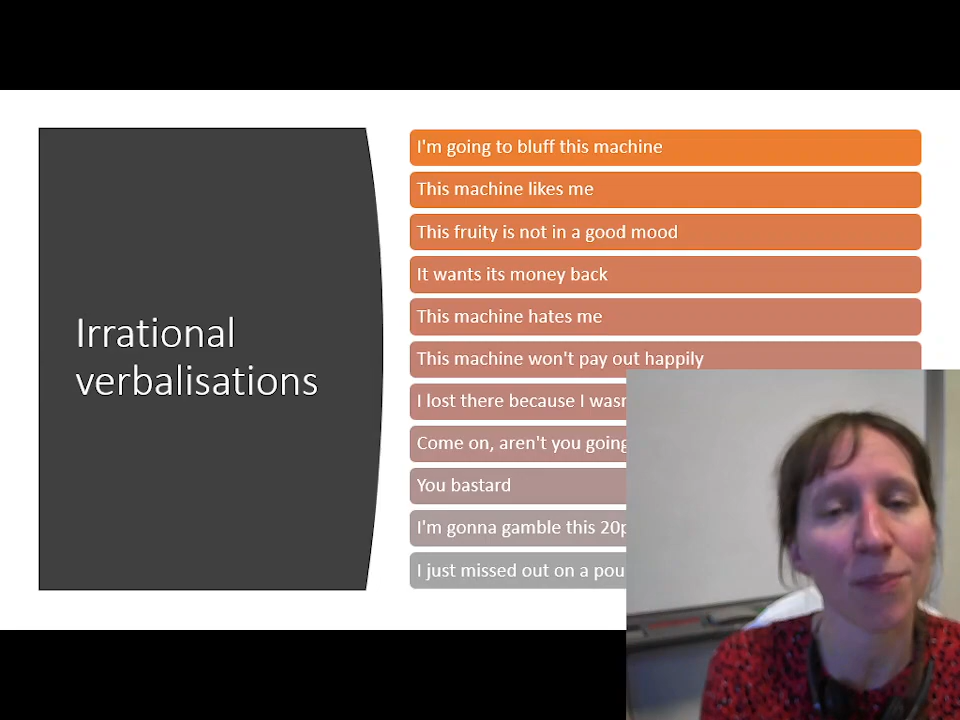 Irrational
verbalisations
I'm going to bluff this machine
This machine likes me
This fruity is not in a good mood
It wants its money back
This machine hates me
This machine won't pay out happily
I lost there because I
Come on, aren't you going
You bastard
I'm gonna gamble this 20p
I just missed out on a